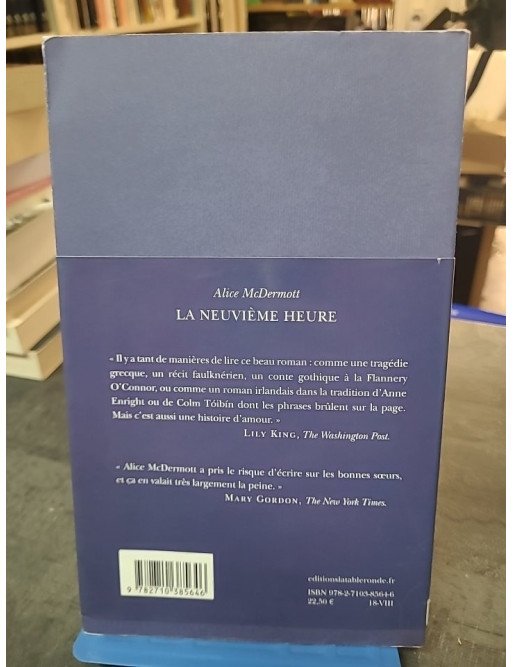 Alice McDermott
LA NEUVIÈME HEURE
« Il y a tant de manières de lire ce beau roman : comme une tragédie
grecque, un récit faulknérien, un conte gothique à la Flannery
O’Connor, ou comme un roman irlandais dans la tradition d’Anne
Enright ou de Colm Tóibín dont les phrases brûlent sur la page.
Mais c’est aussi une histoire d’amour. »
LILY KING, The Washington Post.
« Alice McDermott a pris le risque d’écrire sur les bonnes sœurs,
et ça en valait très largement la peine. »
MARY GORDON, The New York Times.
9 782710 385646
editionslatableronde.fr
ISBN 978-2-7103-8564-6
22,50 € 18-VIII